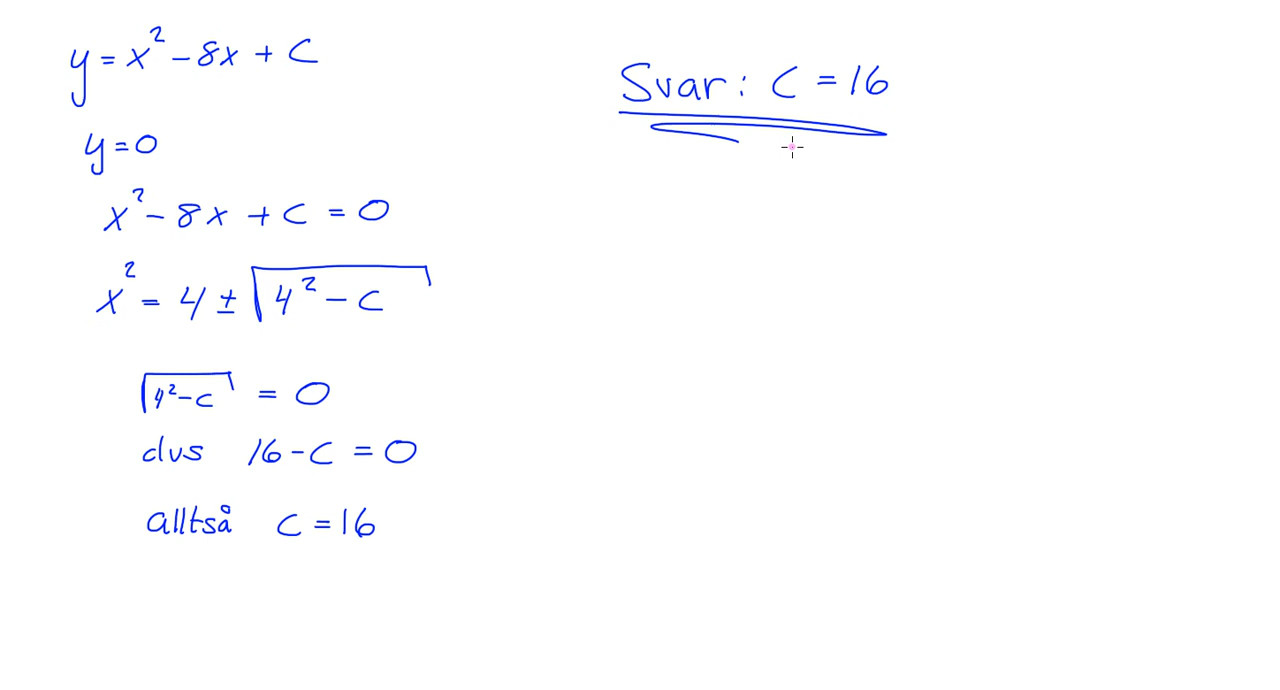 y = x² - 8x + C
y = 0
x² - 8x + C = 0
x² = 4 ± √(4² - C)
√(4² - C) = 0
dvs 16 - C = 0
alltså C = 16
Svar: C = 16